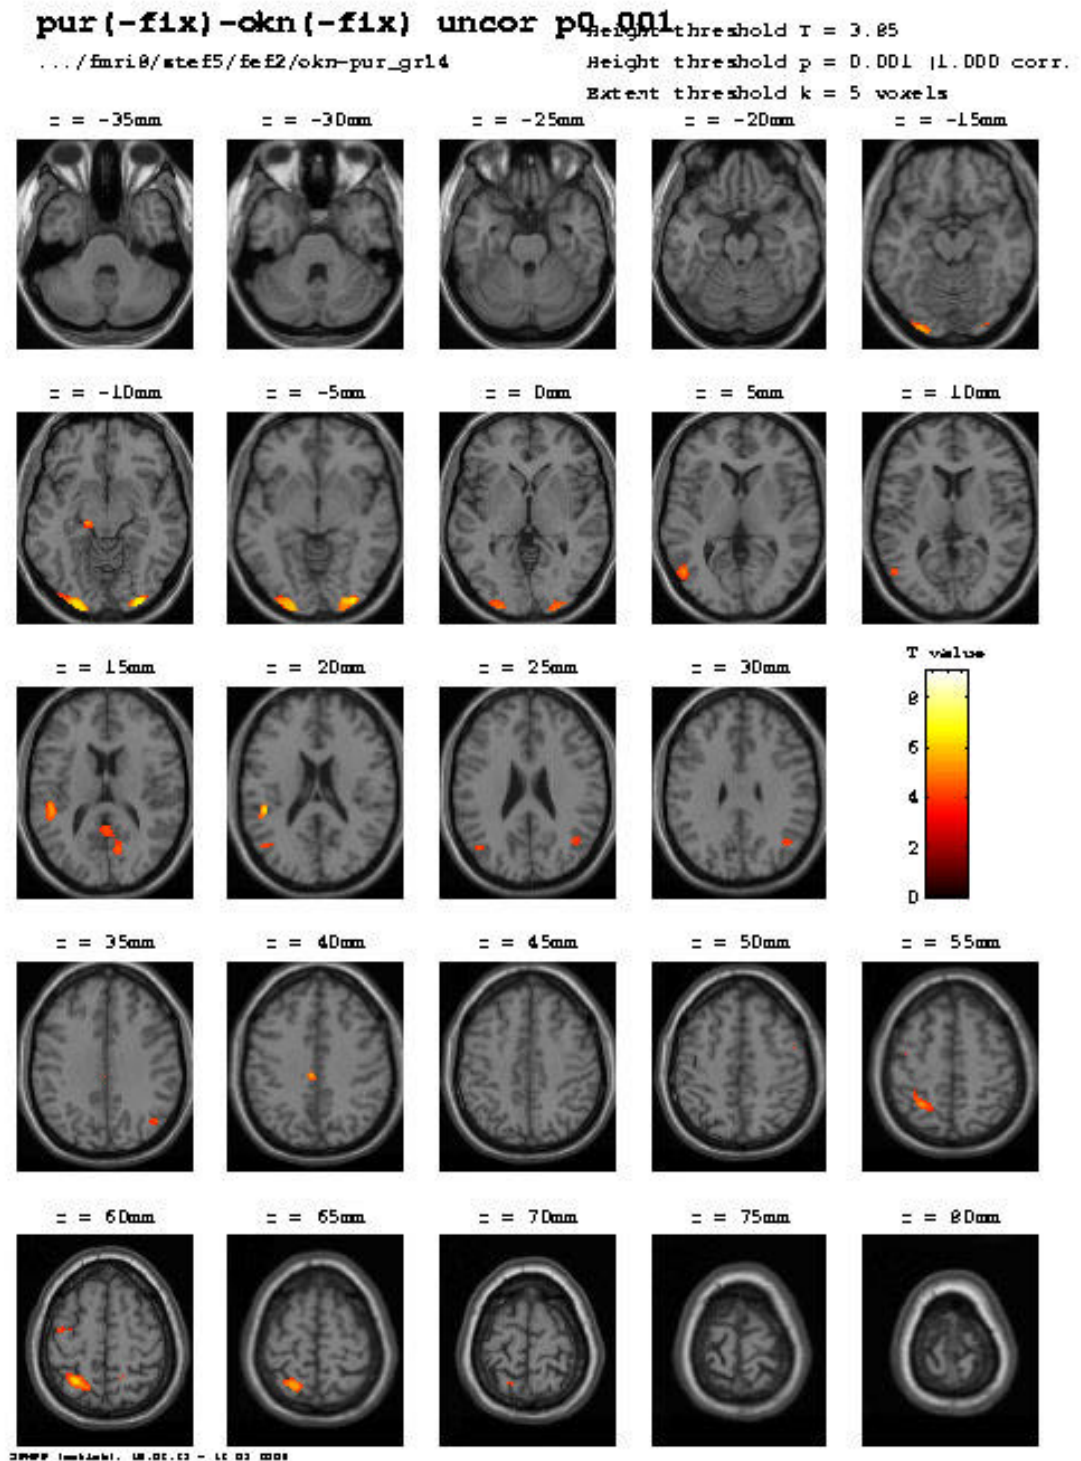 pur(-fix)-okn(-fix) uncor p0.001
Height threshold T = 3.85
.../fmri0/stef5/fef2/okn-pur_gr14
Height threshold p = 0.001 (1.000 corr.
Extent threshold k = 5 voxels
z = -35mm z = -30mm z = -25mm z = -20mm z = -15mm
z = -10mm z = -5mm z = 0mm z = 5mm z = 10mm
z = 15mm z = 20mm z = 25mm z = 30mm
T value
8
6
4
2
0
z = 35mm z = 40mm z = 45mm z = 50mm z = 55mm
z = 60mm z = 65mm z = 70mm z = 75mm z = 80mm